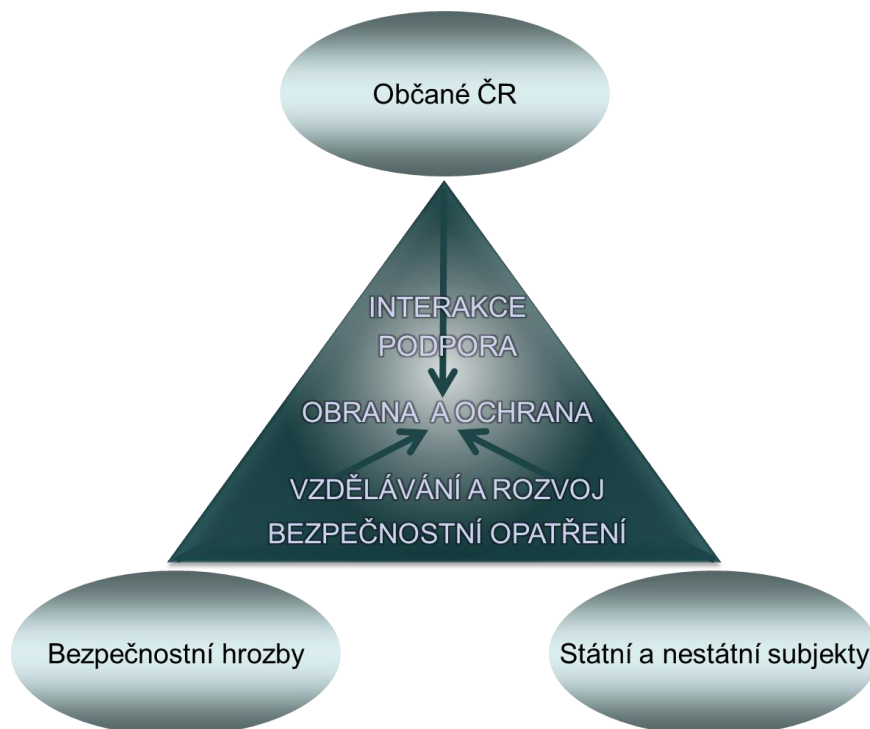 Občané ČR
INTERAKCE
PODPORA
OBRANA A OCHRANA
VZDĚLÁVÁNÍ A ROZVOJ
BEZPEČNOSTNÍ OPATŘENÍ
Bezpečnostní hrozby
Státní a nestátní subjekty